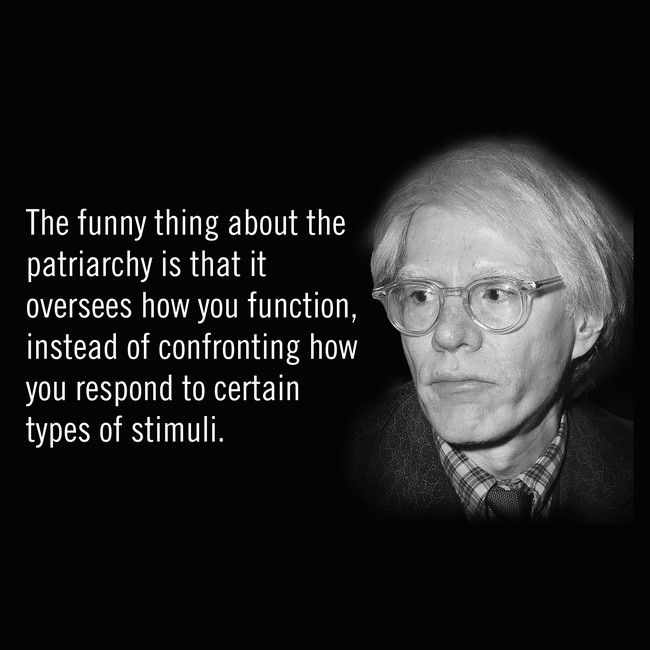 The funny thing about the
patriarchy is that it
oversees how you function,
instead of confronting how
you respond to certain
types of stimuli.